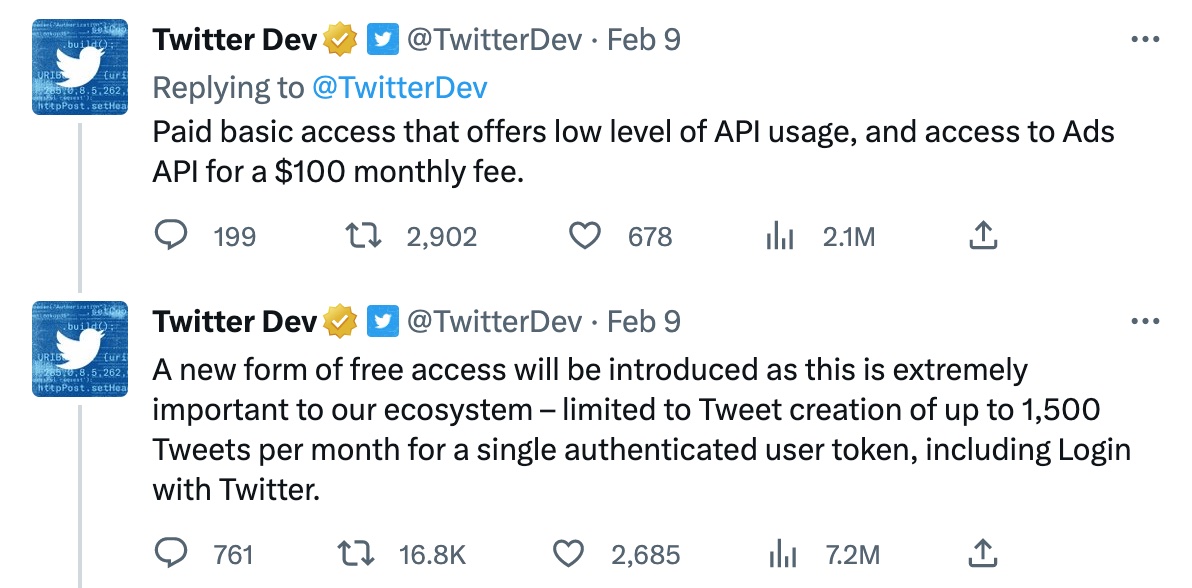 Twitter Dev @TwitterDev · Feb 9
Replying to @TwitterDev
Paid basic access that offers low level of API usage, and access to Ads
API for a $100 monthly fee.
199 2,902 678 2.1M
Twitter Dev @TwitterDev · Feb 9
A new form of free access will be introduced as this is extremely
important to our ecosystem – limited to Tweet creation of up to 1,500
Tweets per month for a single authenticated user token, including Login
with Twitter.
761 16.8K 2,685 7.2M